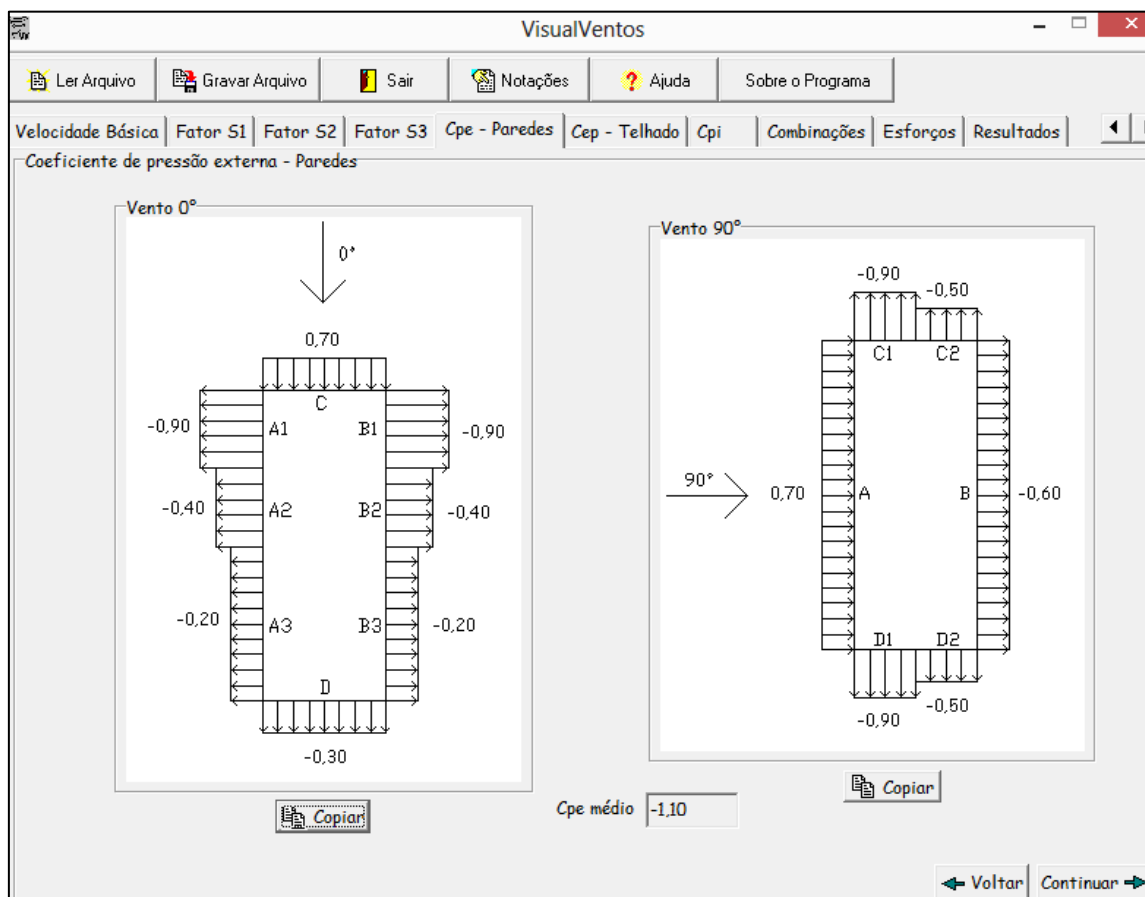 VisualVentos
Ler Arquivo Gravar Arquivo Sair Notações Ajuda Sobre o Programa
Velocidade Básica Fator S1 Fator S2 Fator S3 Cpe - Paredes Cep - Telhado Cpi Combinações Esforços Resultados
Coeficiente de pressão externa - Paredes
Vento 0°
0°
0,70
C
-0,90 A1 B1 -0,90
-0,40 A2 B2 -0,40
-0,20 A3 B3 -0,20
D
-0,30
Copiar
Vento 90°
-0,90 -0,50
C1 C2
90° 0,70 A B -0,60
D1 D2
-0,90 -0,50
Copiar
Cpe médio -1,10
Voltar Continuar